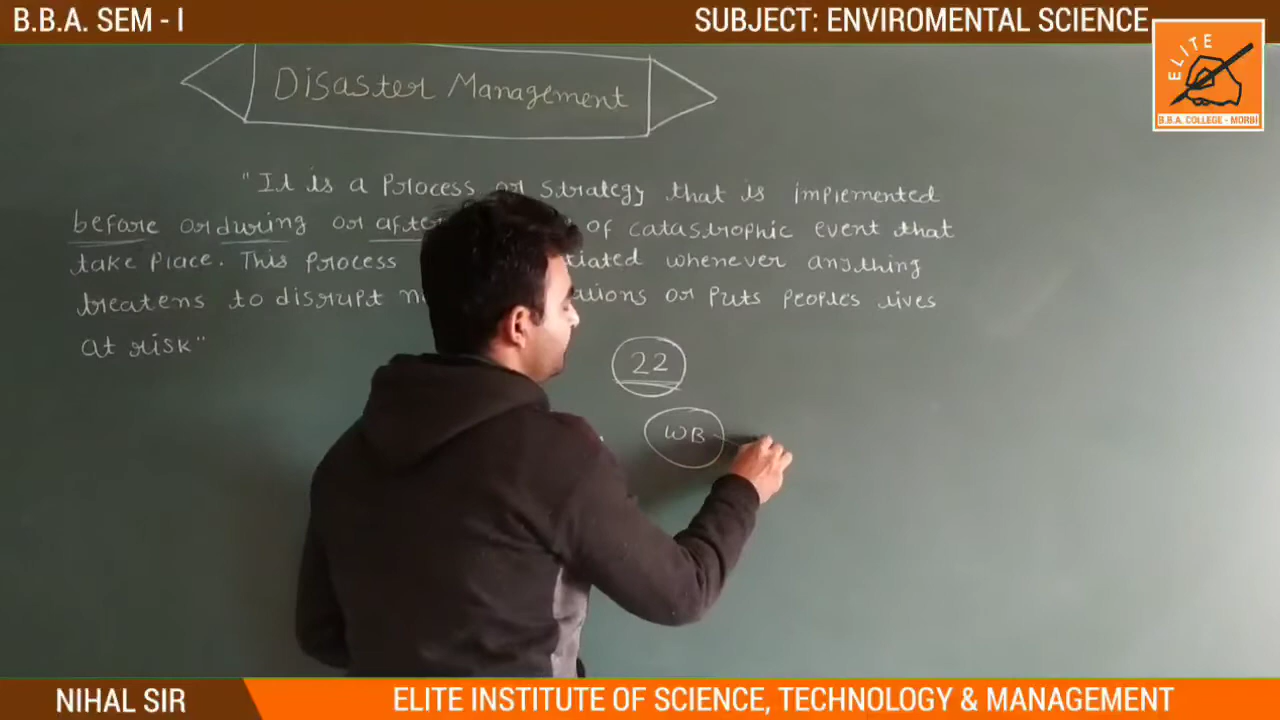 B.B.A. SEM - I
SUBJECT: ENVIROMENTAL SCIENCE
ELITE
B.B.A. COLLEGE - MORBI
Disaster Management
"It is a Process or strategy that is implemented
before or during or after of catastrophic event that
take place. This Process whenever anything
treatens to disrupt or puts peoples lives
at risk"
22
WB
NIHAL SIR
ELITE INSTITUTE OF SCIENCE, TECHNOLOGY & MANAGEMENT